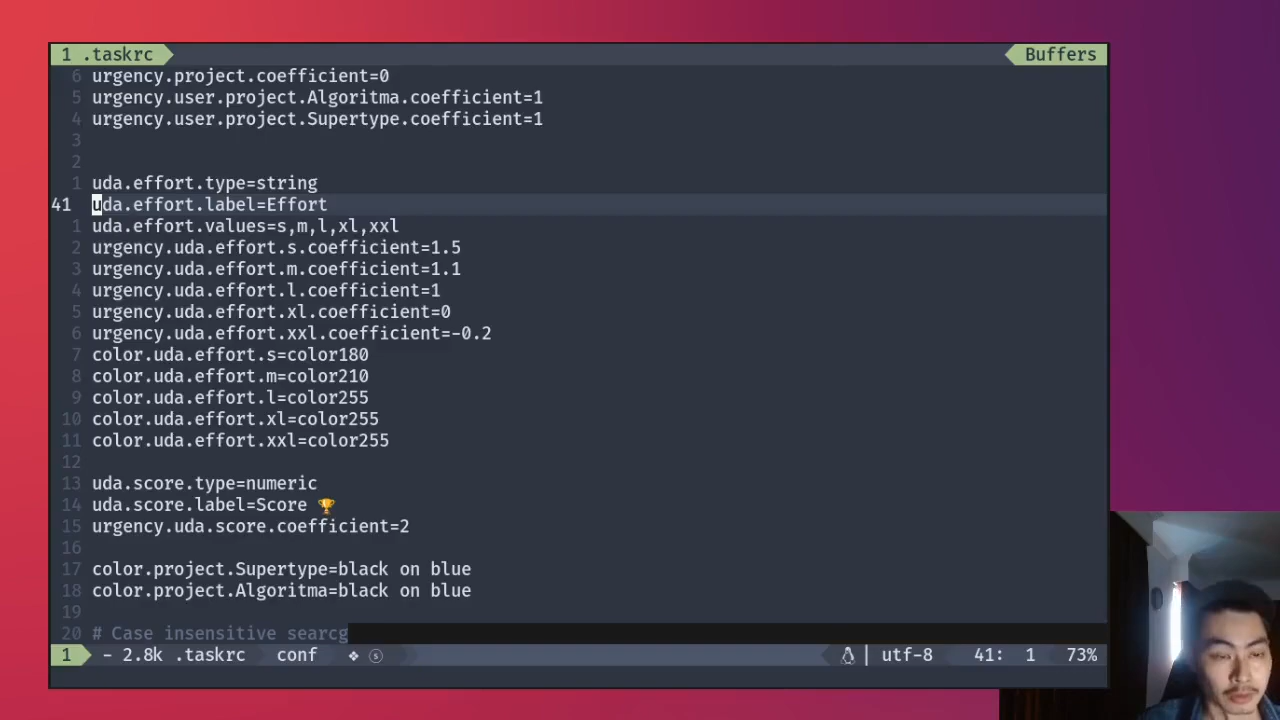 1 .taskrc Buffers
6 urgency.project.coefficient=0
5 urgency.user.project.Algoritma.coefficient=1
4 urgency.user.project.Supertype.coefficient=1
3
2
1 uda.effort.type=string
41 uda.effort.label=Effort
1 uda.effort.values=s,m,l,xl,xxl
2 urgency.uda.effort.s.coefficient=1.5
3 urgency.uda.effort.m.coefficient=1.1
4 urgency.uda.effort.l.coefficient=1
5 urgency.uda.effort.xl.coefficient=0
6 urgency.uda.effort.xxl.coefficient=-0.2
7 color.uda.effort.s=color180
8 color.uda.effort.m=color210
9 color.uda.effort.l=color255
10 color.uda.effort.xl=color255
11 color.uda.effort.xxl=color255
12
13 uda.score.type=numeric
14 uda.score.label=Score 🏆
15 urgency.uda.score.coefficient=2
16
17 color.project.Supertype=black on blue
18 color.project.Algoritma=black on blue
19
20 # Case insensitive searcg
1 - 2.8k .taskrc conf ❖ ⓢ | utf-8 41: 1 73%